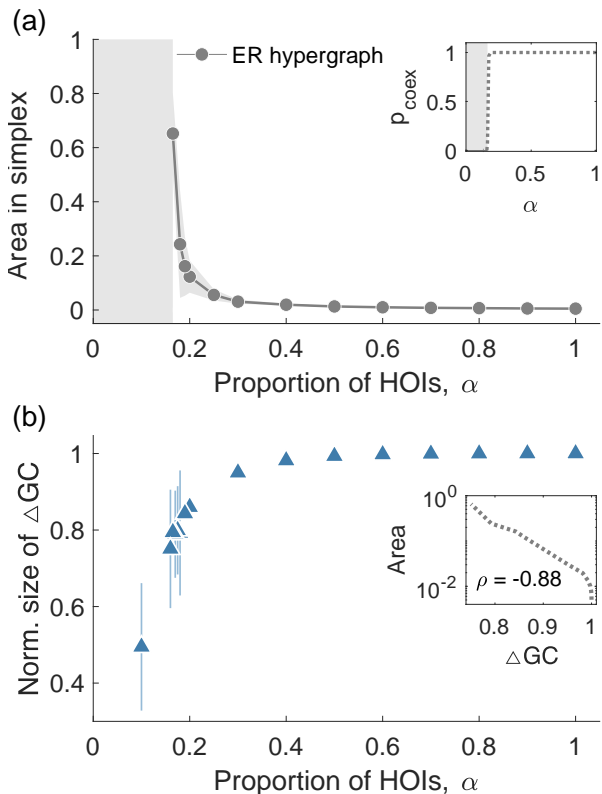 (a)
ER hypergraph
Area in simplex
1
0.8
0.6
0.4
0.2
0
0 0.2 0.4 0.6 0.8 1
Proportion of HOIs, α
p_coex
1
0.5
0
0 0.5 1
α
(b)
Norm. size of △GC
1
0.8
0.6
0.4
0 0.2 0.4 0.6 0.8 1
Proportion of HOIs, α
Area
10^0
10^-2
ρ = -0.88
0.8 0.9 1
△GC